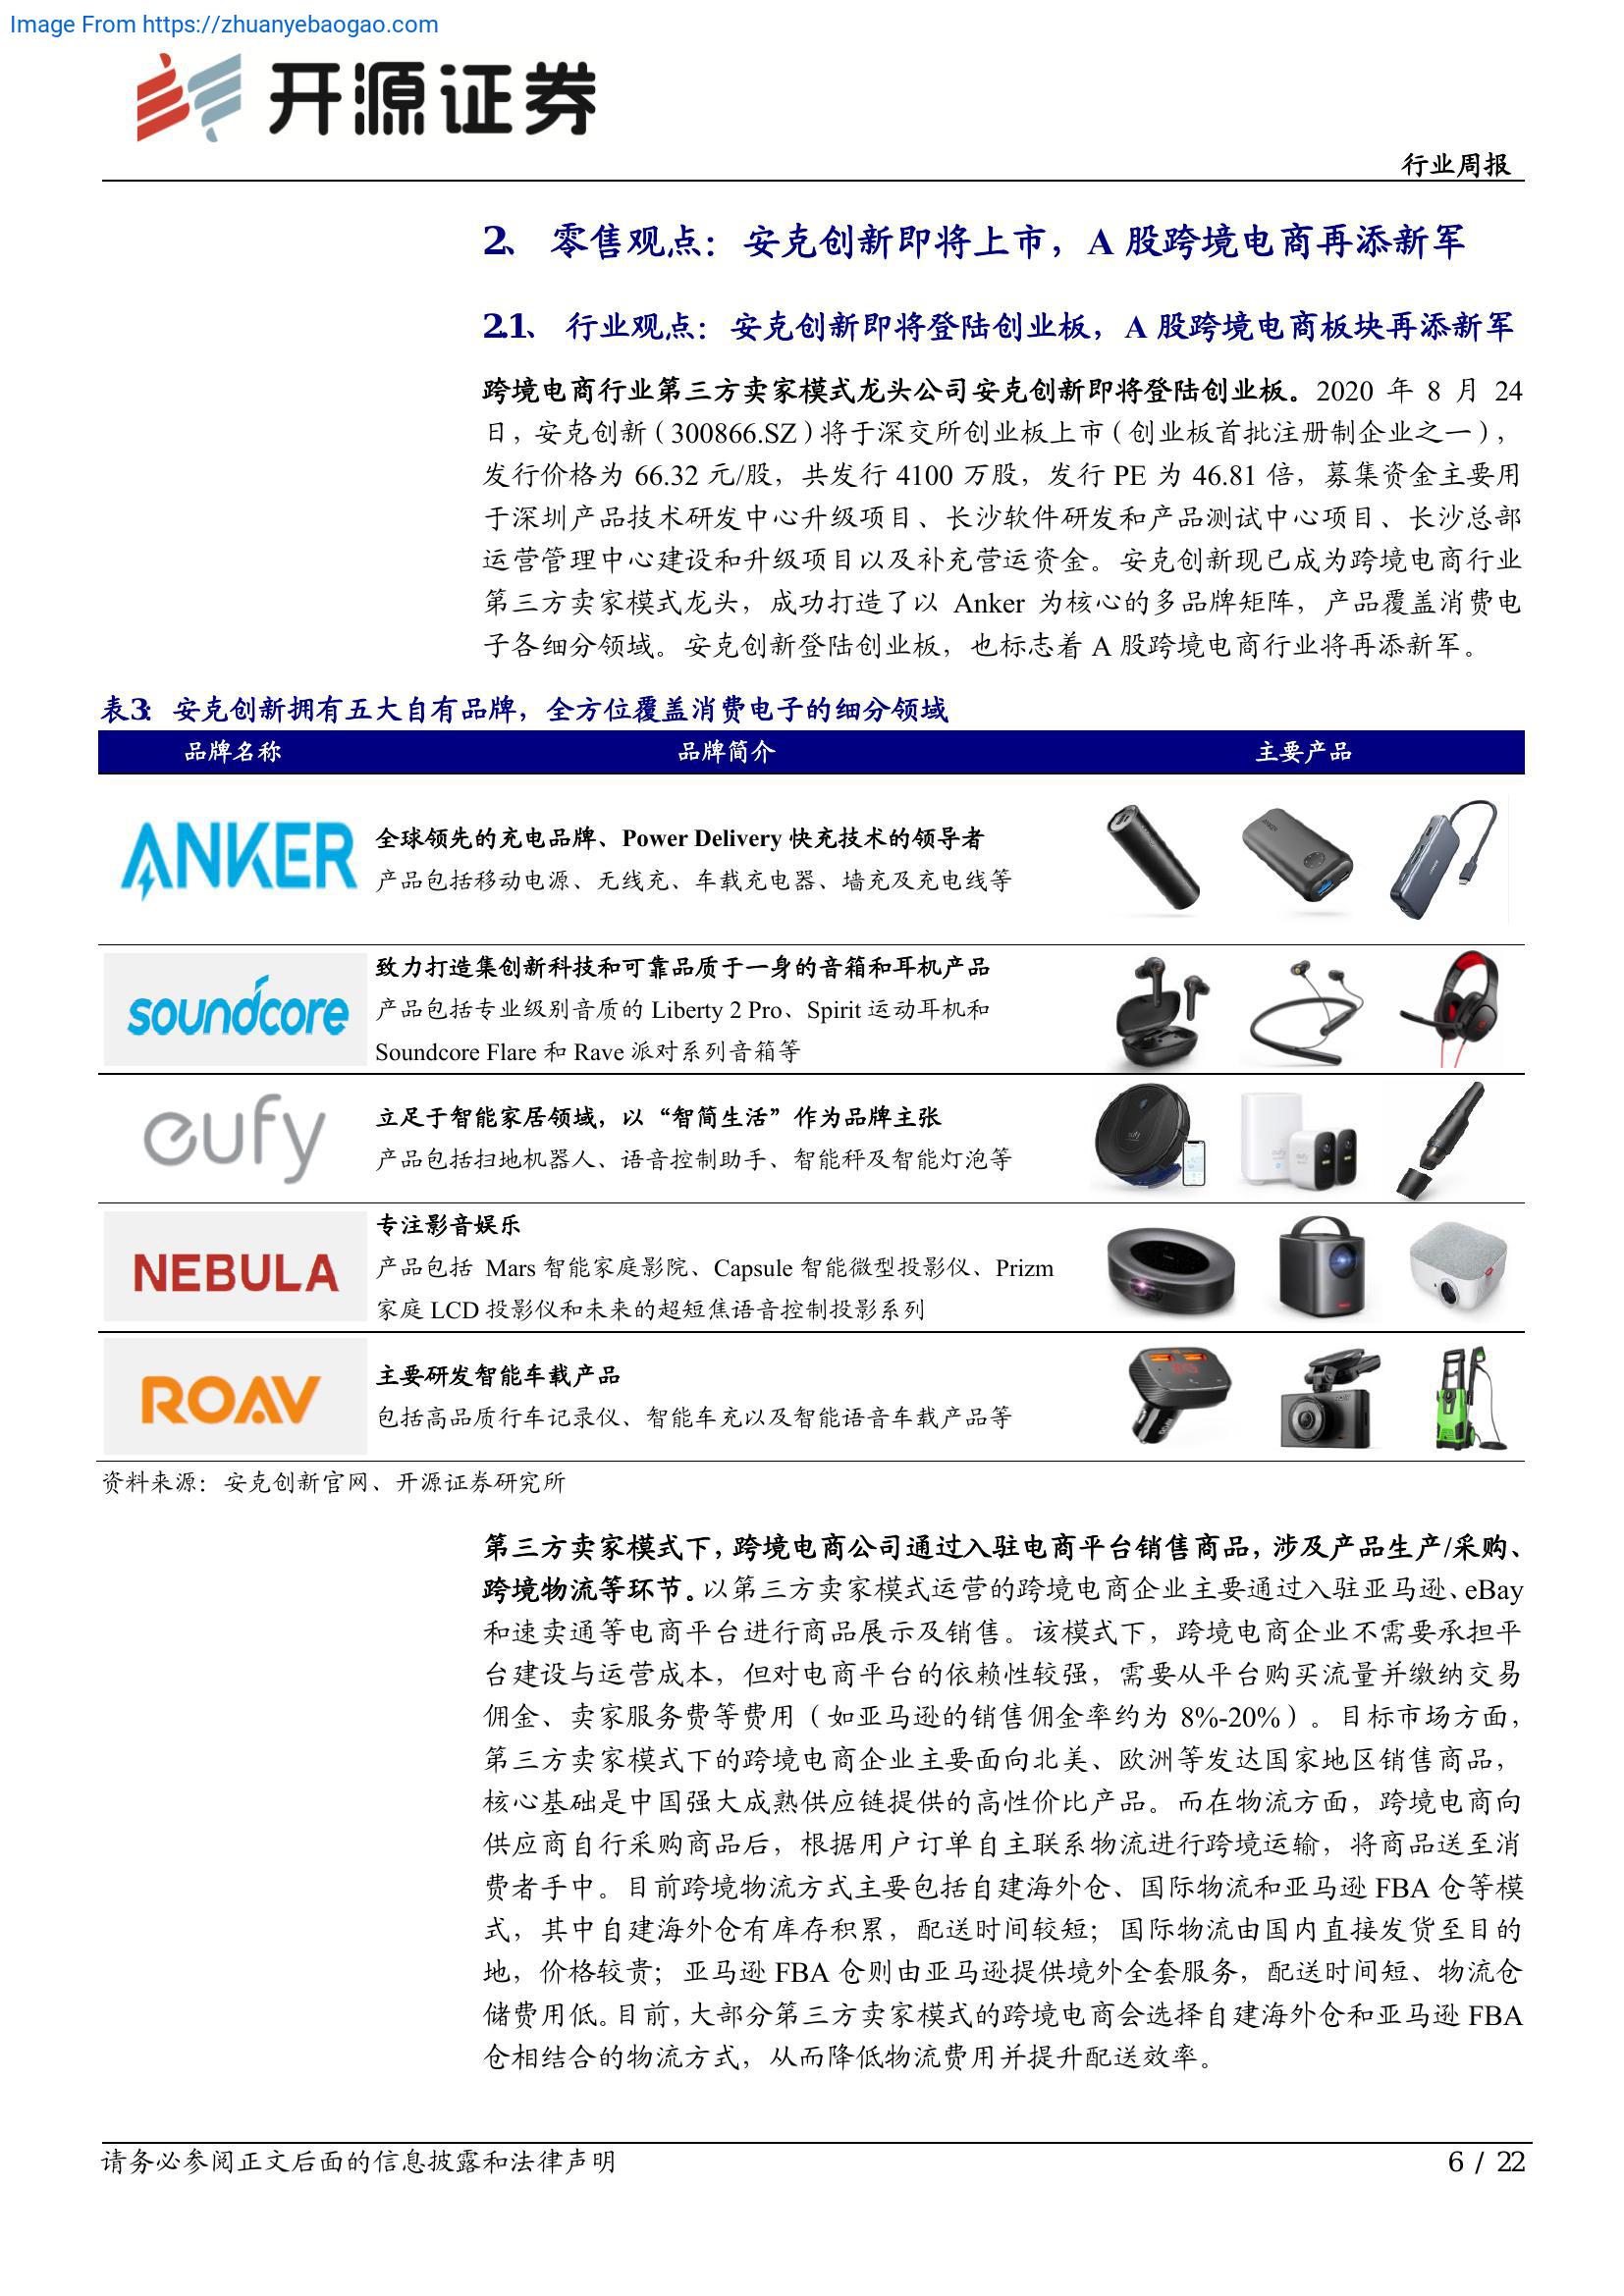 Image From https://zhuanyebaogao.com
开源证券
行业周报
2、 零售观点：安克创新即将上市，A 股跨境电商再添新军
2.1、 行业观点：安克创新即将登陆创业板，A 股跨境电商板块再添新军
跨境电商行业第三方卖家模式龙头公司安克创新即将登陆创业板。2020 年 8 月 24
日，安克创新（300866.SZ）将于深交所创业板上市（创业板首批注册制企业之一），
发行价格为 66.32 元/股，共发行 4100 万股，发行 PE 为 46.81 倍，募集资金主要用
于深圳产品技术研发中心升级项目、长沙软件研发和产品测试中心项目、长沙总部
运营管理中心建设和升级项目以及补充营运资金。安克创新现已成为跨境电商行业
第三方卖家模式龙头，成功打造了以 Anker 为核心的多品牌矩阵，产品覆盖消费电
子各细分领域。安克创新登陆创业板，也标志着 A 股跨境电商行业将再添新军。
表3：安克创新拥有五大自有品牌，全方位覆盖消费电子的细分领域
品牌名称 品牌简介 主要产品
ANKER
全球领先的充电品牌、Power Delivery 快充技术的领导者
产品包括移动电源、无线充、车载充电器、墙充及充电线等
soundcore
致力打造集创新科技和可靠品质于一身的音箱和耳机产品
产品包括专业级别音质的 Liberty 2 Pro、Spirit 运动耳机和
Soundcore Flare 和 Rave 派对系列音箱等
eufy
立足于智能家居领域，以“智简生活”作为品牌主张
产品包括扫地机器人、语音控制助手、智能秤及智能灯泡等
NEBULA
专注影音娱乐
产品包括 Mars 智能家庭影院、Capsule 智能微型投影仪、Prizm
家庭 LCD 投影仪和未来的超短焦语音控制投影系列
ROAV
主要研发智能车载产品
包括高品质行车记录仪、智能车充以及智能语音车载产品等
资料来源：安克创新官网、开源证券研究所
第三方卖家模式下，跨境电商公司通过入驻电商平台销售商品，涉及产品生产/采购、
跨境物流等环节。以第三方卖家模式运营的跨境电商企业主要通过入驻亚马逊、eBay
和速卖通等电商平台进行商品展示及销售。该模式下，跨境电商企业不需要承担平
台建设与运营成本，但对电商平台的依赖性较强，需要从平台购买流量并缴纳交易
佣金、卖家服务费等费用（如亚马逊的销售佣金率约为 8%-20%）。目标市场方面，
第三方卖家模式下的跨境电商企业主要面向北美、欧洲等发达国家地区销售商品，
核心基础是中国强大成熟供应链提供的高性价比产品。而在物流方面，跨境电商向
供应商自行采购商品后，根据用户订单自主联系物流进行跨境运输，将商品送至消
费者手中。目前跨境物流方式主要包括自建海外仓、国际物流和亚马逊 FBA 仓等模
式，其中自建海外仓有库存积累，配送时间较短；国际物流由国内直接发货至目的
地，价格较贵；亚马逊 FBA 仓则由亚马逊提供境外全套服务，配送时间短、物流仓
储费用低。目前，大部分第三方卖家模式的跨境电商会选择自建海外仓和亚马逊 FBA
仓相结合的物流方式，从而降低物流费用并提升配送效率。
请务必参阅正文后面的信息披露和法律声明
6 / 22